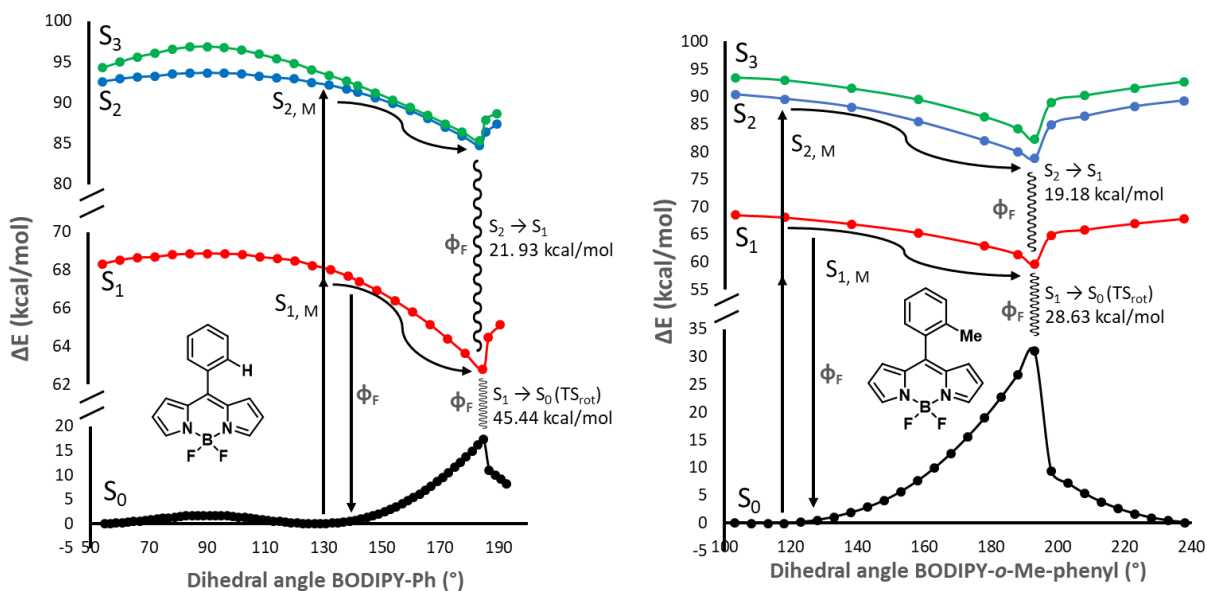 100
95
90
85
80
70
68
66
64
62
20
15
10
5
0
-5
ΔE (kcal/mol)
S3
S2
S1
S0
S2, M
S1, M
ΦF
S2 → S1
21.93 kcal/mol
ΦF
ΦF
S1 → S0 (TSrot)
45.44 kcal/mol
H
N
N
B
F
F
50
70
90
110
130
150
170
190
Dihedral angle BODIPY-Ph (°)
100
95
90
85
80
75
70
65
60
55
35
30
25
20
15
10
5
0
-5
ΔE (kcal/mol)
S3
S2
S1
S0
S2, M
S1, M
ΦF
S2 → S1
19.18 kcal/mol
ΦF
ΦF
S1 → S0 (TSrot)
28.63 kcal/mol
Me
N
N
B
F
F
100
120
140
160
180
200
220
240
Dihedral angle BODIPY-o-Me-phenyl (°)